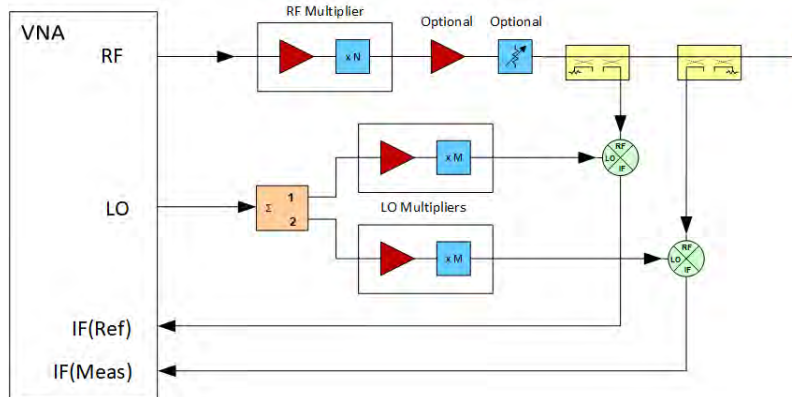 VNA
RF Multiplier
Optional
Optional
RF
x N
RF
LO
IF
x M
LO
Σ
1
2
LO Multipliers
x M
RF
LO
IF
IF(Ref)
IF(Meas)